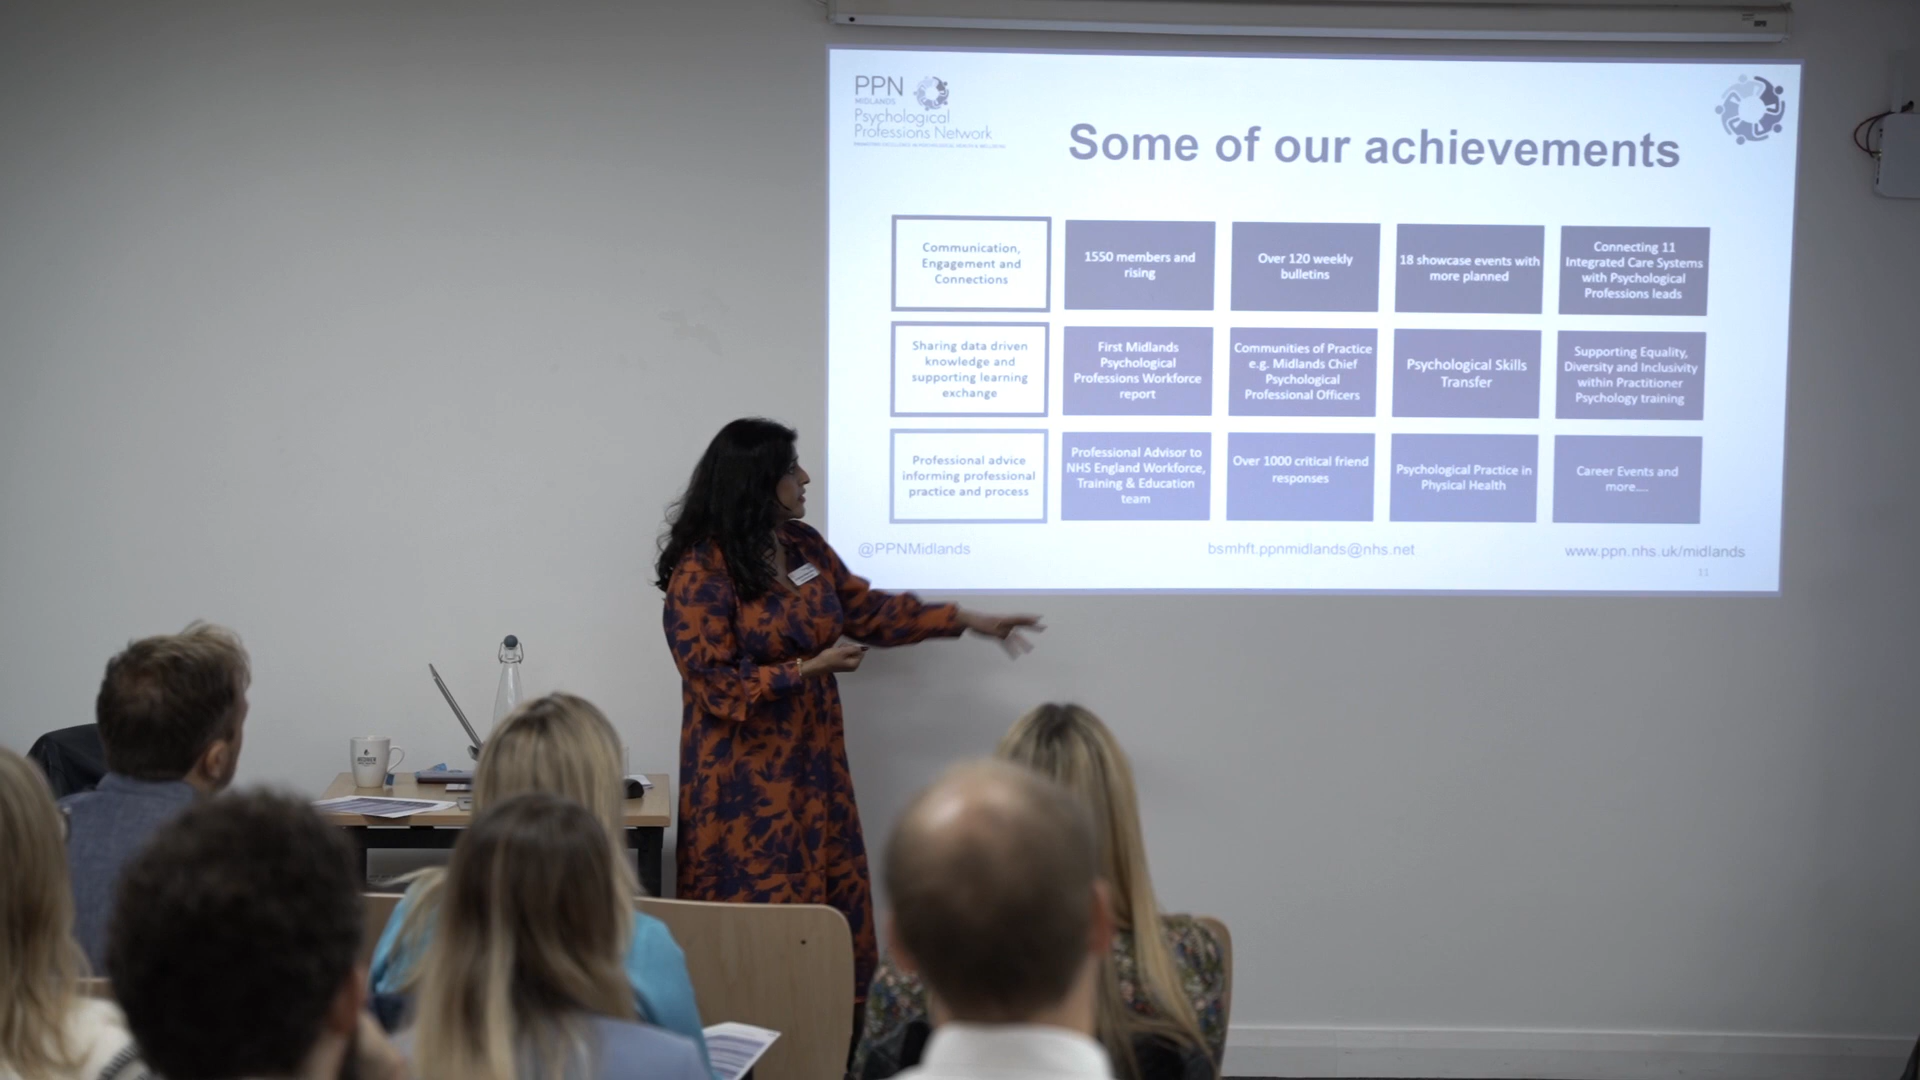 PPN
MIDLANDS
Psychological
Professions Network
Some of our achievements
Communication,
Engagement and
Connections
1550 members and
rising
Over 120 weekly
bulletins
18 showcase events with
more planned
Connecting 11
Integrated Care Systems
with Psychological
Professions leads
Sharing data driven
knowledge and
supporting learning
exchange
First Midlands
Psychological
Professions Workforce
report
Communities of Practice
e.g. Midlands Chief
Psychological
Professional Officers
Psychological Skills
Transfer
Supporting Equality,
Diversity and Inclusivity
within Practitioner
Psychology training
Professional advice
informing professional
practice and process
Professional Advisor to
NHS England Workforce,
Training & Education
team
Over 1000 critical friend
responses
Psychological Practice in
Physical Health
Career Events and
more....
@PPNMidlands
bsmhft.ppnmidlands@nhs.net
www.ppn.nhs.uk/midlands
11